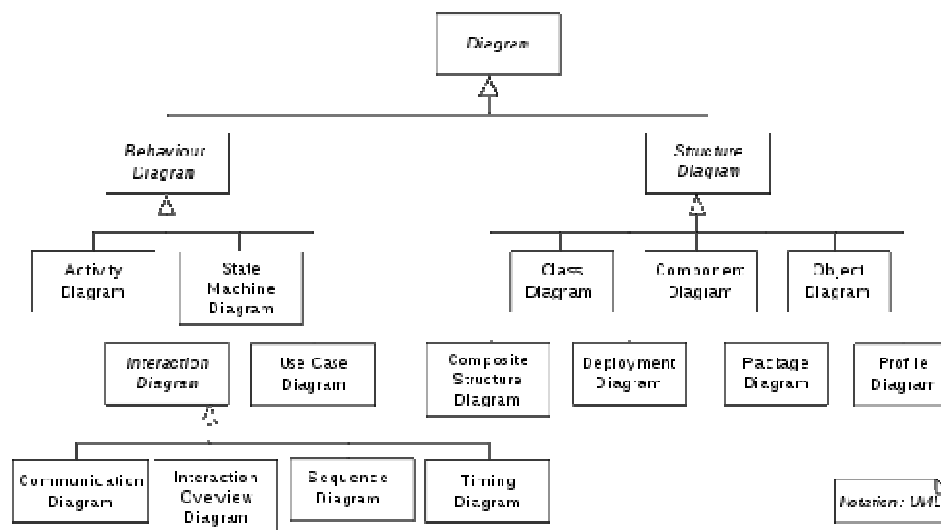 Diagram
Behaviour
Diagram
Structure
Diagram
Activity
Diagram
State
Machine
Diagram
Class
Diagram
Component
Diagram
Object
Diagram
Interaction
Diagram
Use Case
Diagram
Composite
Structure
Diagram
Deployment
Diagram
Package
Diagram
Profile
Diagram
Communication
Diagram
Interaction
Overview
Diagram
Sequence
Diagram
Timing
Diagram
Notation: UML